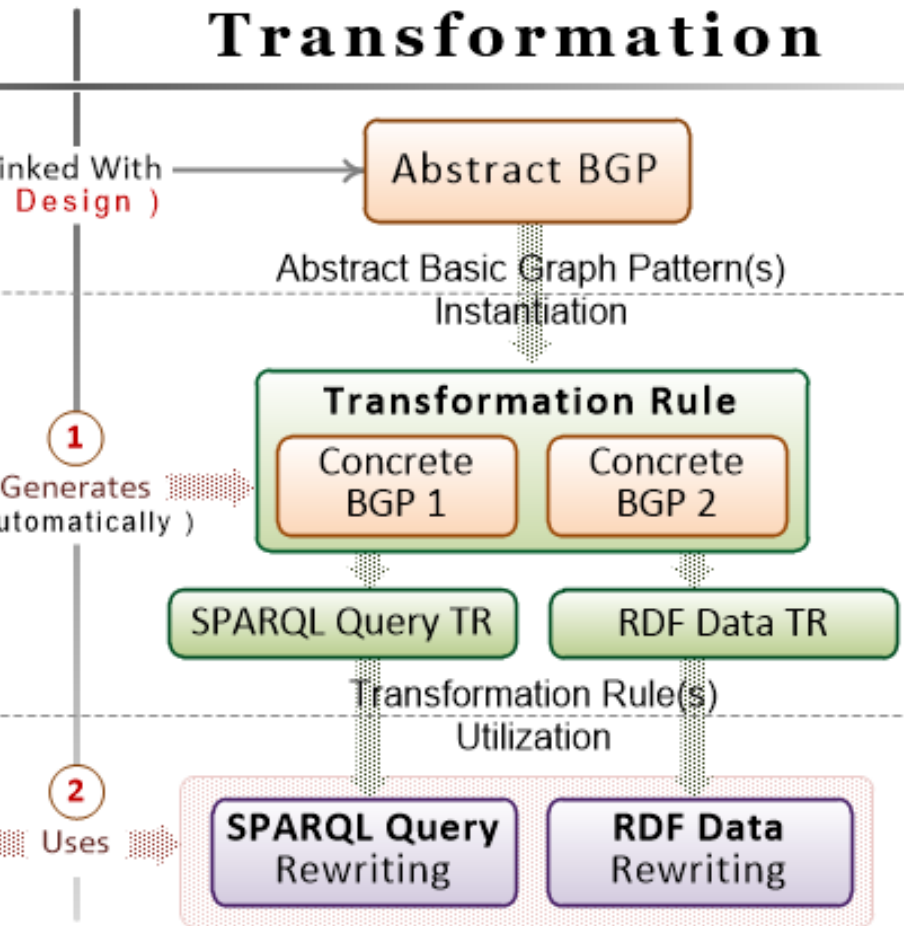 Transformation
inked With
Design )
Abstract BGP
Abstract Basic Graph Pattern(s)
Instantiation
Transformation Rule
Concrete
BGP 1
Concrete
BGP 2
1
Generates
utomatically )
SPARQL Query TR
RDF Data TR
Transformation Rule(s)
Utilization
2
Uses
SPARQL Query
Rewriting
RDF Data
Rewriting